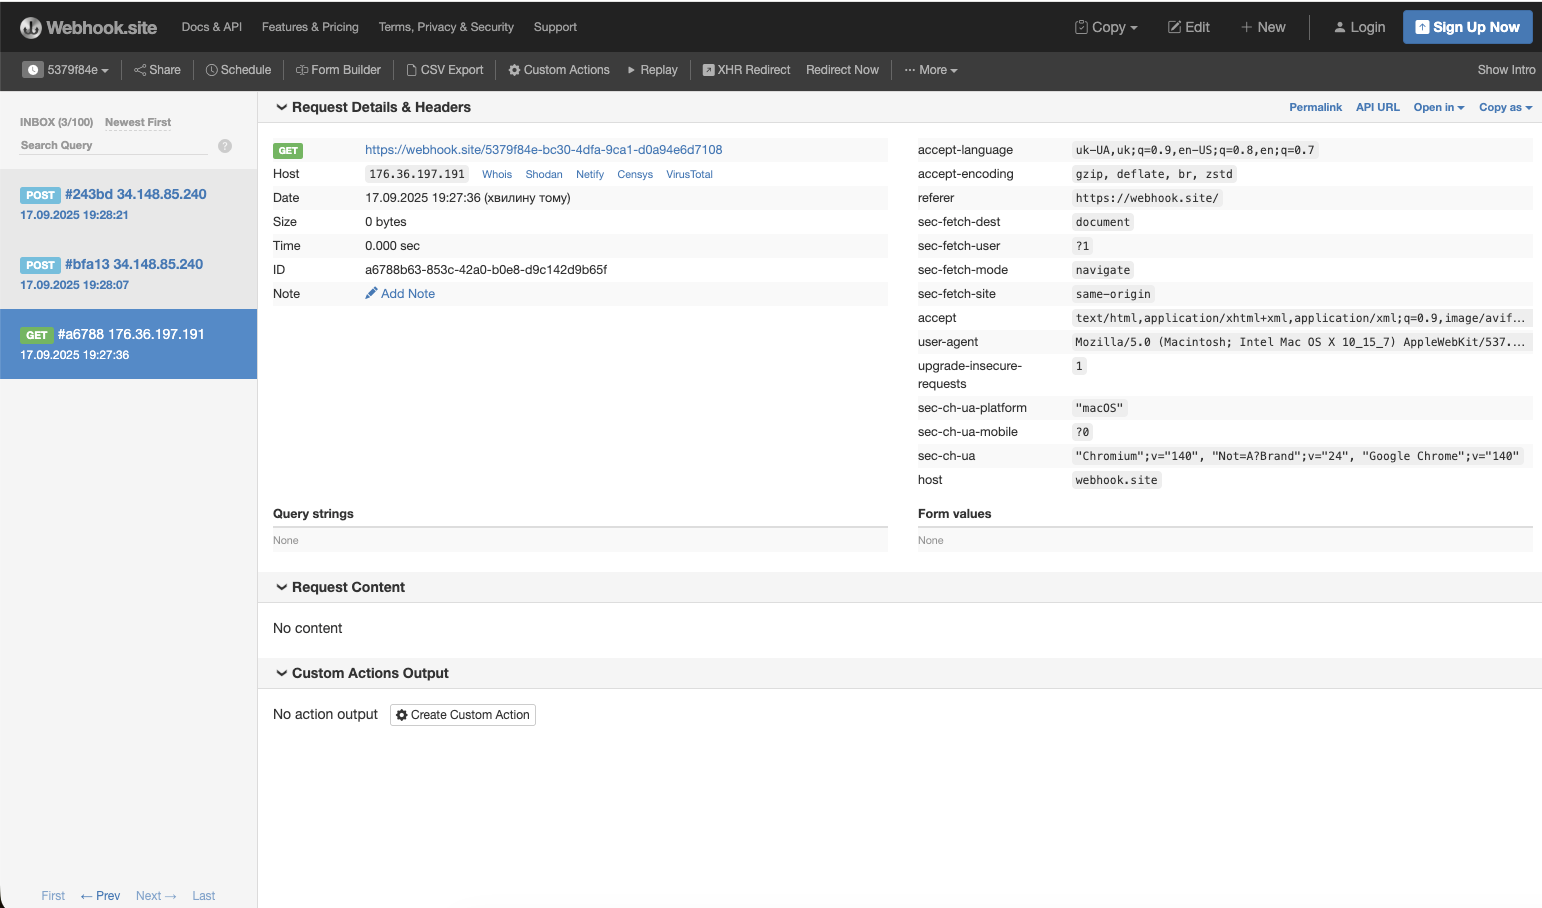 Webhook.site Docs & API Features & Pricing Terms, Privacy & Security Support Copy Edit + New Login Sign Up Now
5379f84e Share Schedule Form Builder CSV Export Custom Actions Replay XHR Redirect Redirect Now ··· More Show Intro
INBOX (3/100) Newest First
Search Query ?
POST #243bd 34.148.85.240
17.09.2025 19:28:21
POST #bfa13 34.148.85.240
17.09.2025 19:28:07
GET #a6788 176.36.197.191
17.09.2025 19:27:36
First ← Prev Next → Last
Request Details & Headers Permalink API URL Open in Copy as
GET https://webhook.site/5379f84e-bc30-4dfa-9ca1-d0a94e6d7108
Host 176.36.197.191 Whois Shodan Netify Censys VirusTotal
Date 17.09.2025 19:27:36 (хвилину тому)
Size 0 bytes
Time 0.000 sec
ID a6788b63-853c-42a0-b0e8-d9c142d9b65f
Note Add Note
accept-language uk-UA,uk;q=0.9,en-US;q=0.8,en;q=0.7
accept-encoding gzip, deflate, br, zstd
referer https://webhook.site/
sec-fetch-dest document
sec-fetch-user ?1
sec-fetch-mode navigate
sec-fetch-site same-origin
accept text/html,application/xhtml+xml,application/xml;q=0.9,image/avif...
user-agent Mozilla/5.0 (Macintosh; Intel Mac OS X 10_15_7) AppleWebKit/537...
upgrade-insecure- 1
requests
sec-ch-ua-platform "macOS"
sec-ch-ua-mobile ?0
sec-ch-ua "Chromium";v="140", "Not=A?Brand";v="24", "Google Chrome";v="140"
host webhook.site
Query strings
None
Form values
None
Request Content
No content
Custom Actions Output
No action output Create Custom Action